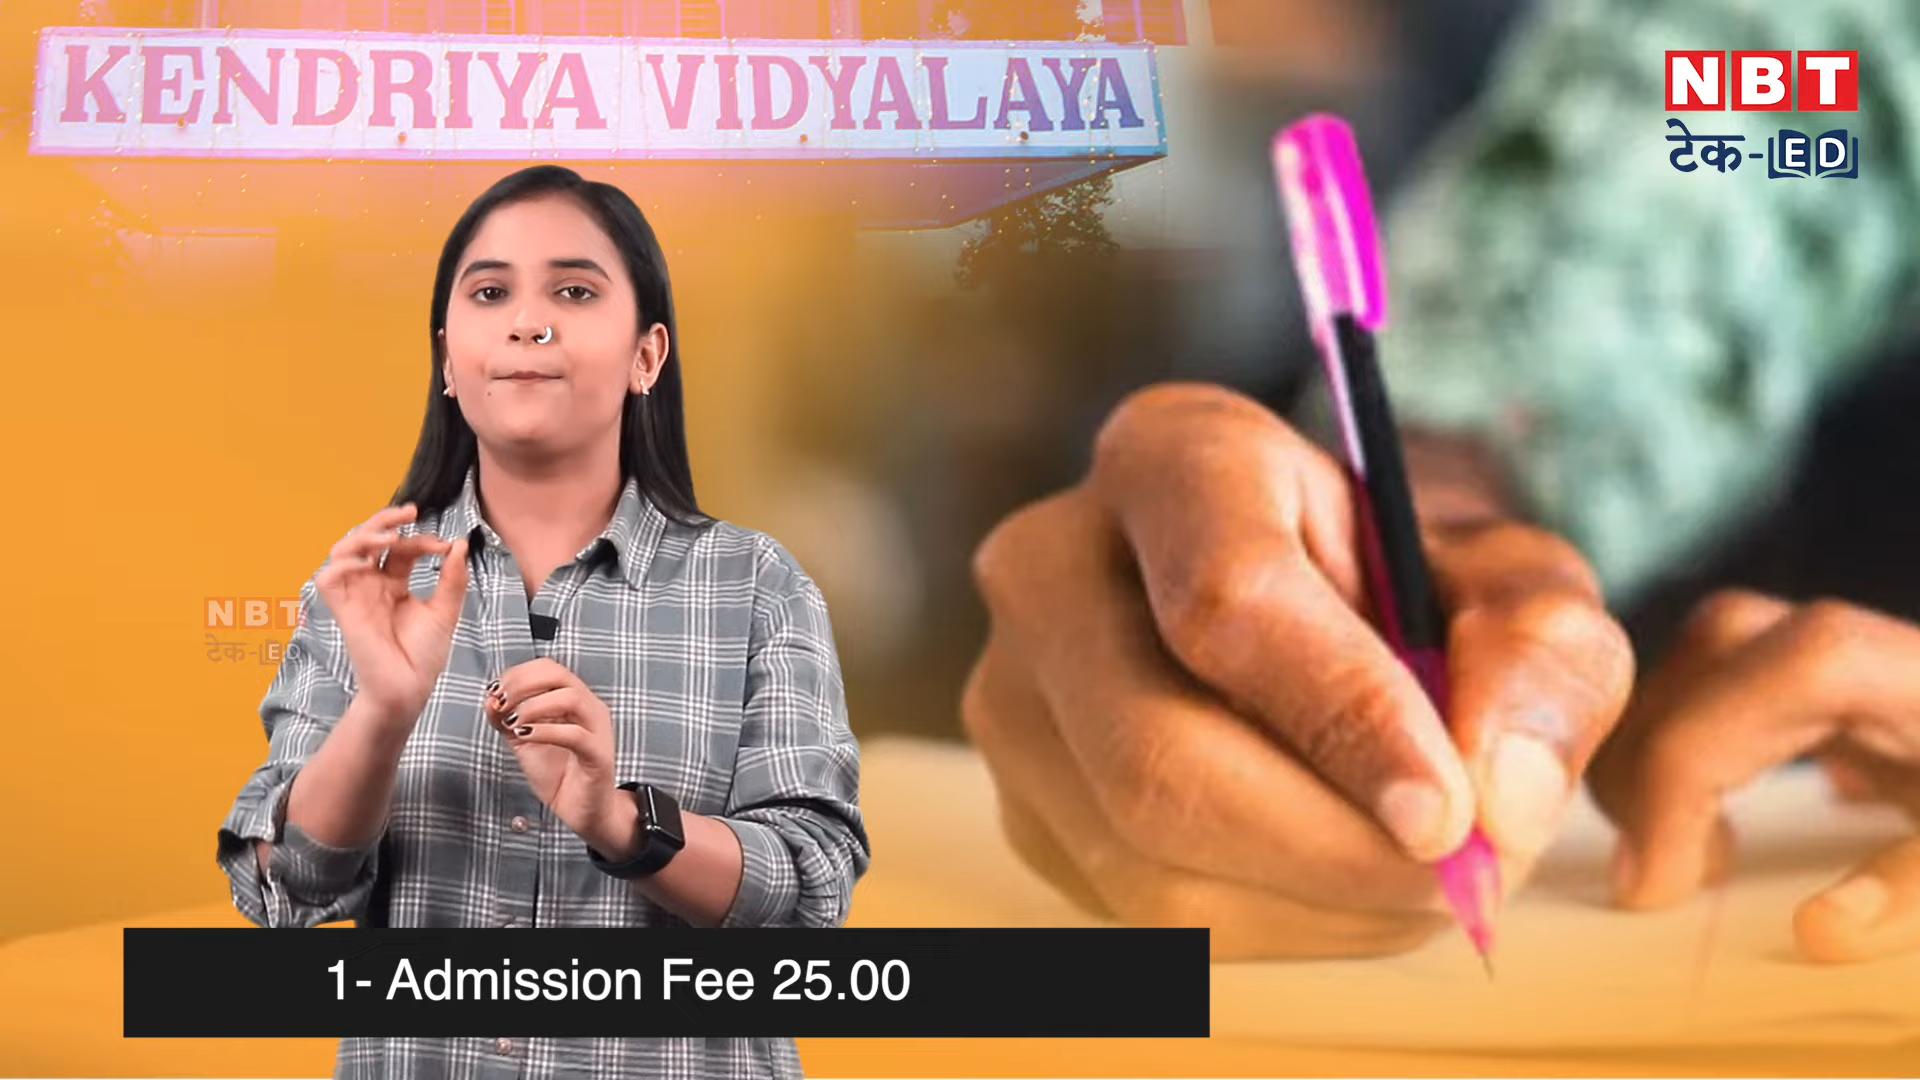 KENDRIYA VIDYALAYA
NBT
टेक-ED
NBT
टेक-ED
1- Admission Fee 25.00